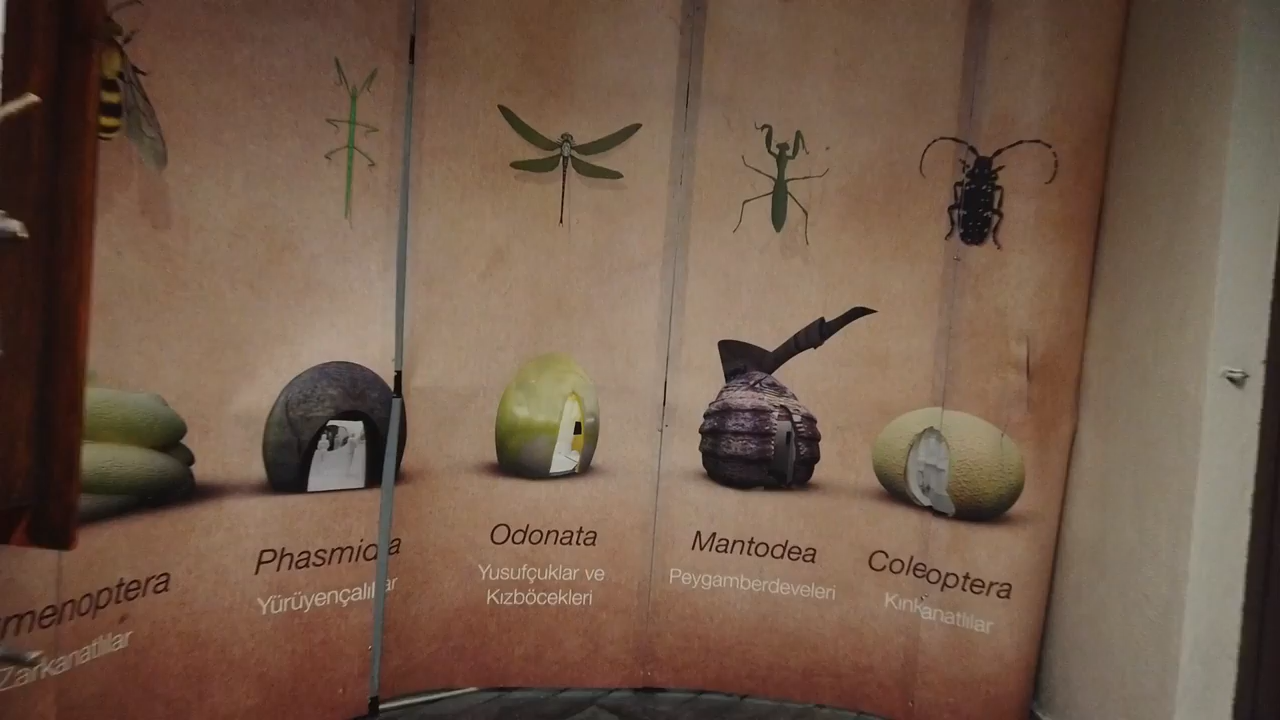 menoptera
Zarkanatlılar
Phasmida
Yürüyençalılar
Odonata
Yusufçuklar ve
Kızböcekleri
Mantodea
Peygamberdeveleri
Coleoptera
Kınkanatlılar